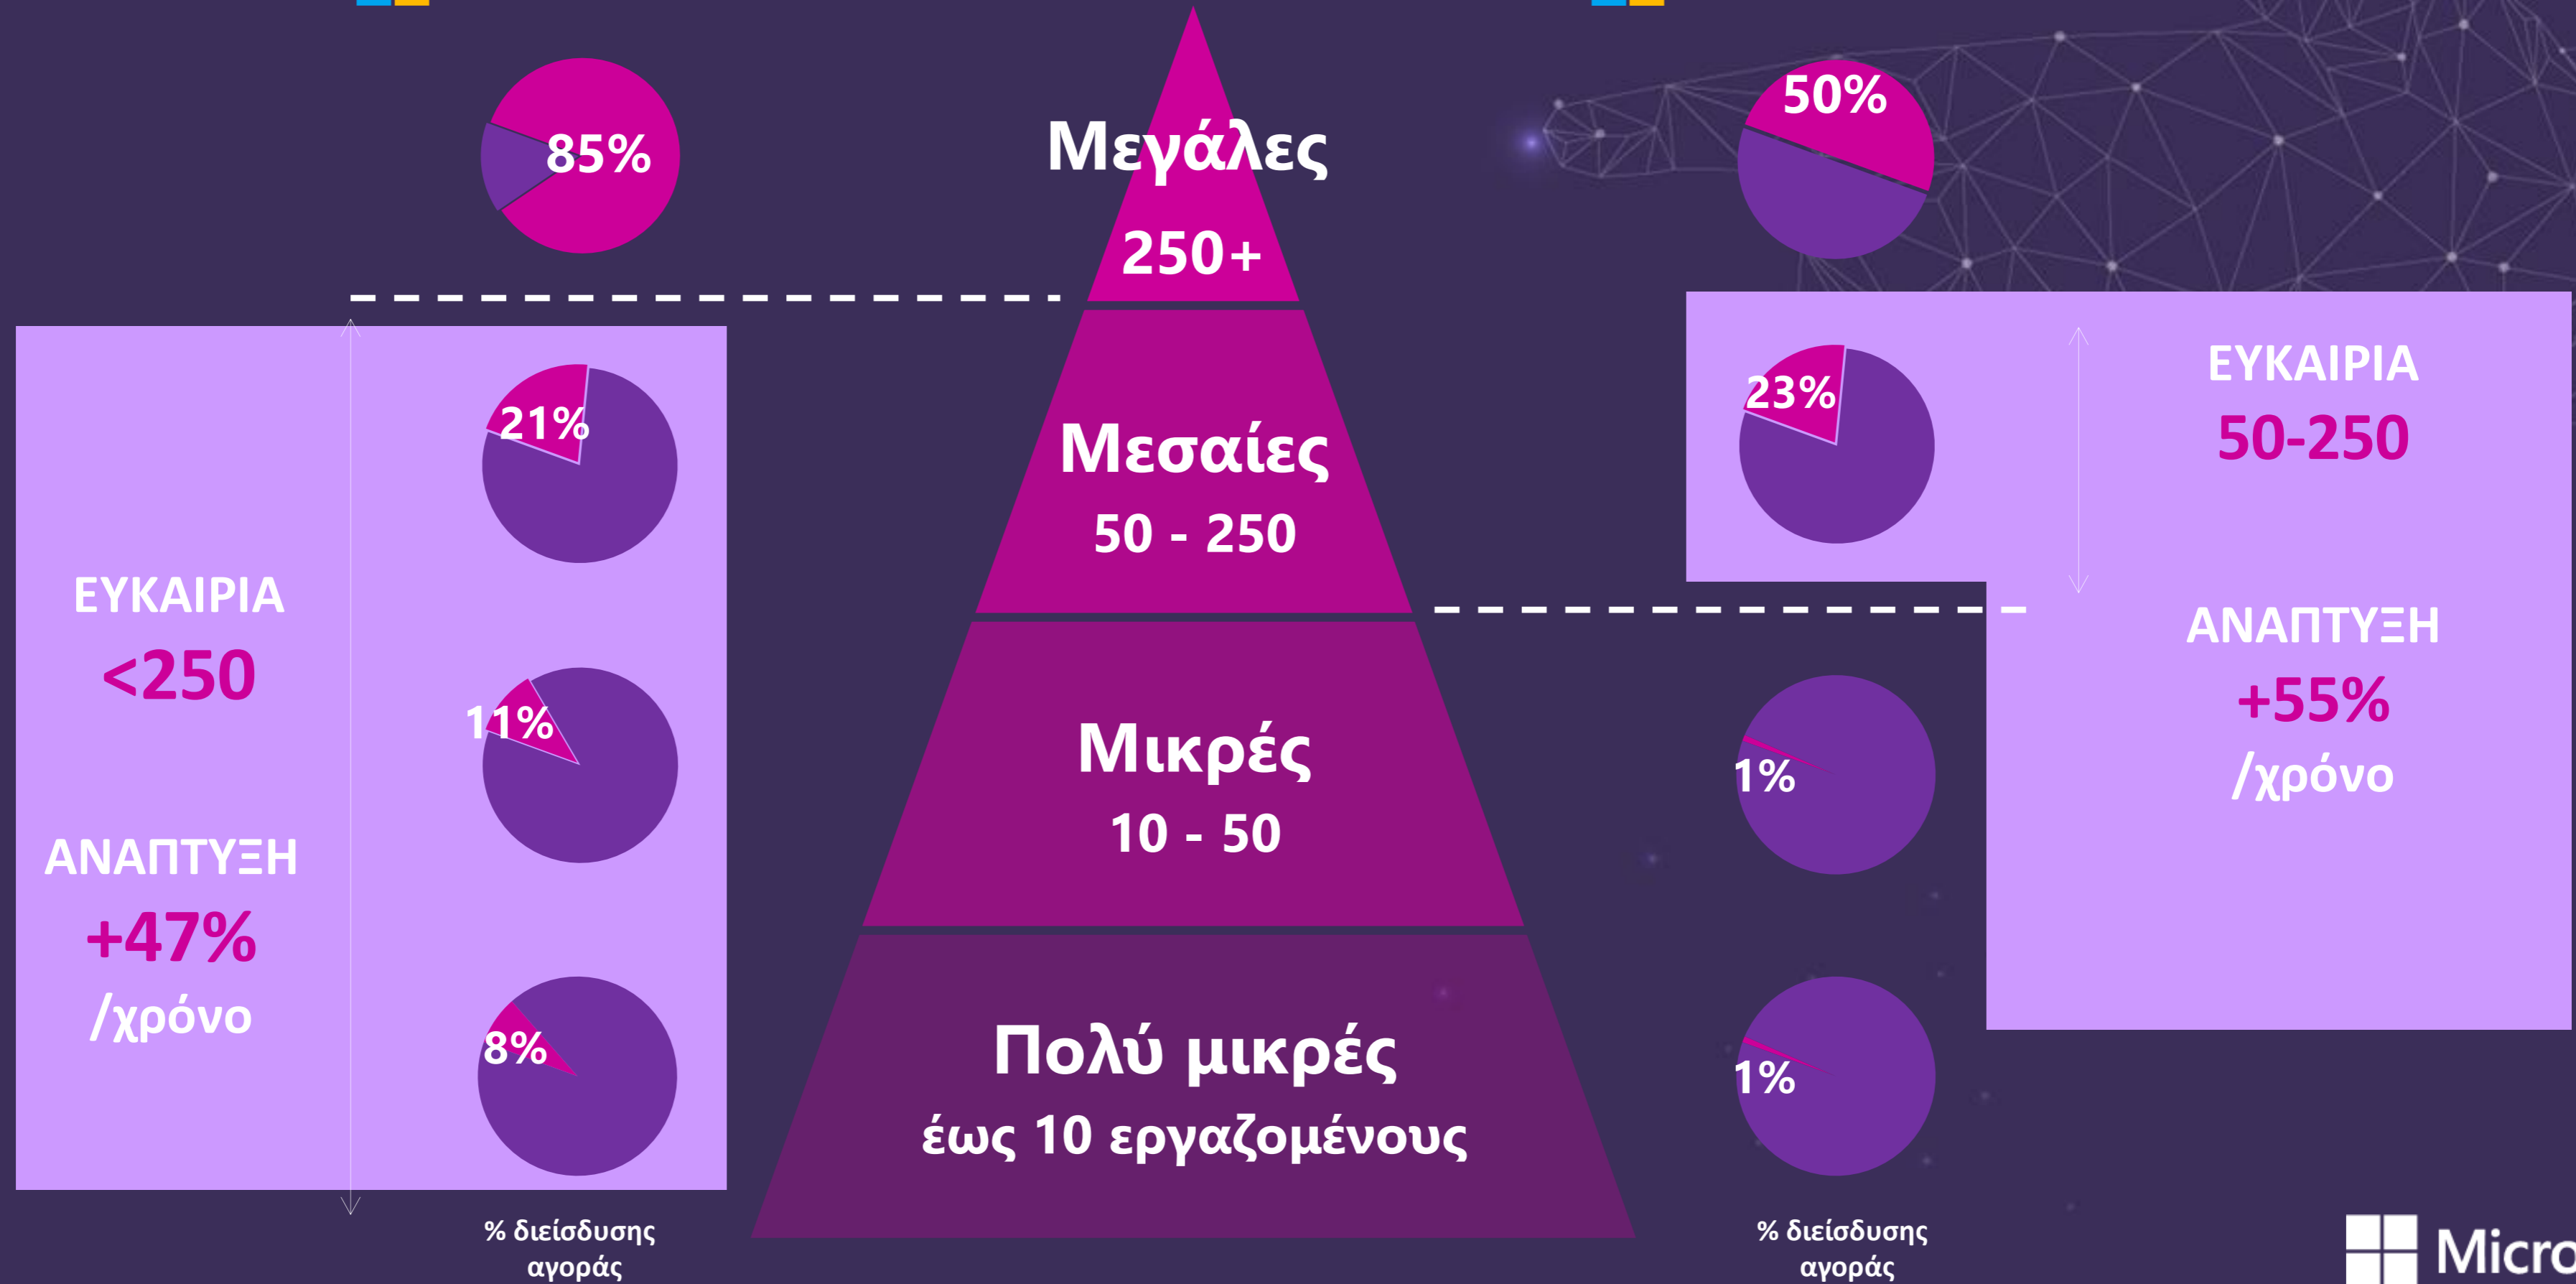 85%
Μεγάλες
250+
50%
21%
Μεσαίες
50 - 250
23%
ΕΥΚΑΙΡΙΑ
50-250
ΑΝΑΠΤΥΞΗ
+55%
/χρόνο
ΕΥΚΑΙΡΙΑ
<250
ΑΝΑΠΤΥΞΗ
+47%
/χρόνο
11%
Μικρές
10 - 50
1%
8%
Πολύ μικρές
έως 10 εργαζομένους
1%
% διείσδυσης
αγοράς
% διείσδυσης
αγοράς